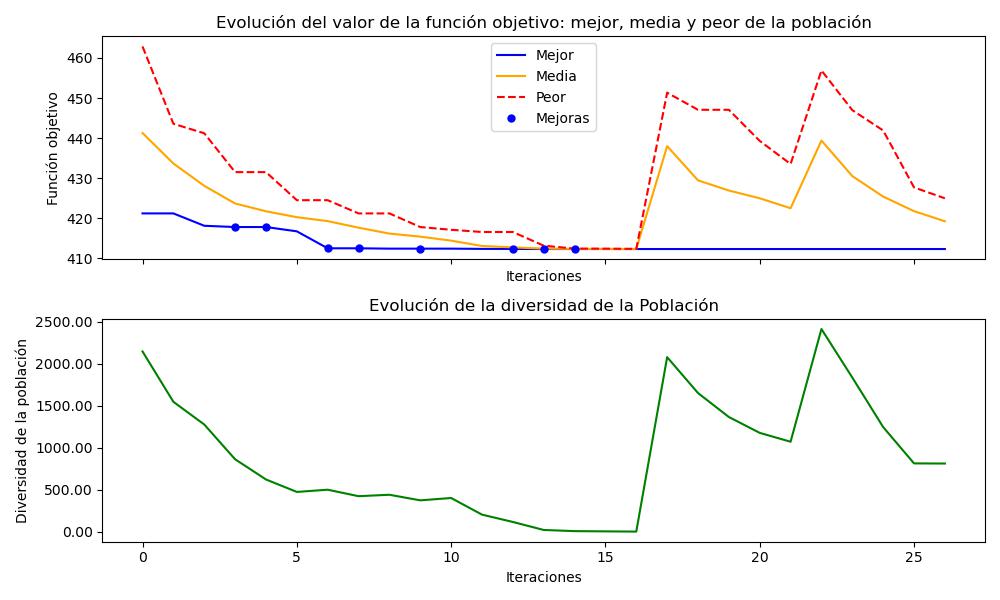 Evolución del valor de la función objetivo: mejor, media y peor de la población
Función objetivo
460
450
440
430
420
410
Mejor
Media
Peor
Mejoras
Iteraciones
Evolución de la diversidad de la Población
Diversidad de la población
2500.00
2000.00
1500.00
1000.00
500.00
0.00
0 5 10 15 20 25
Iteraciones